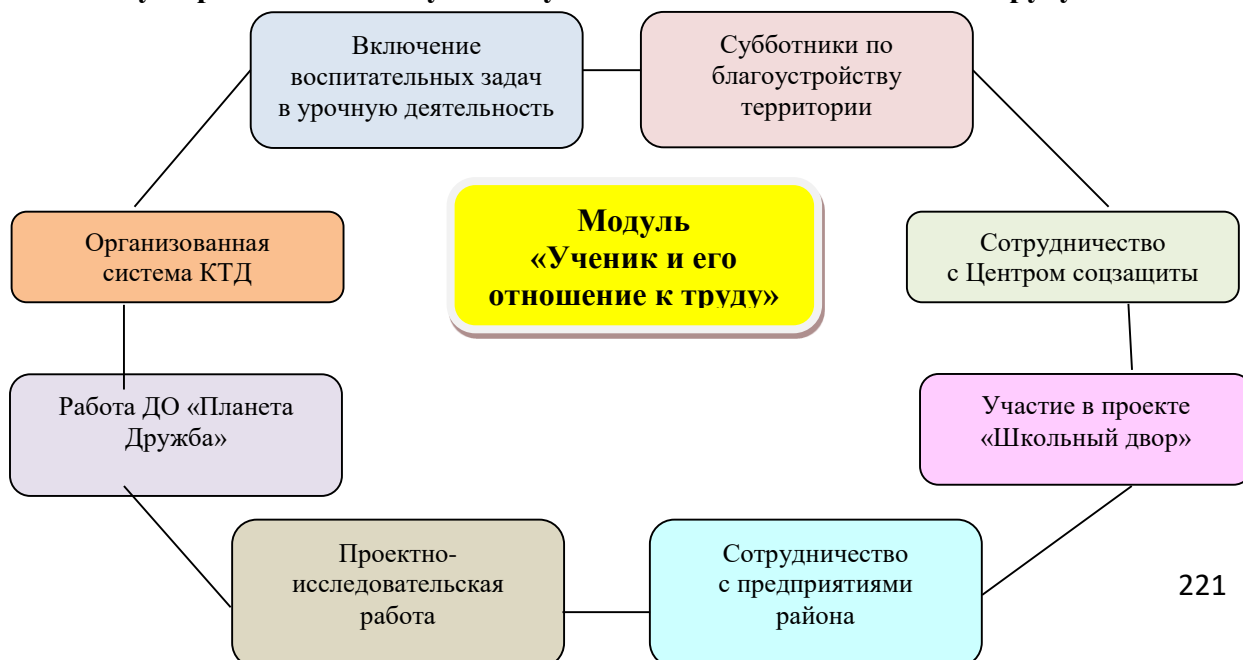 Включение
воспитательных задач
в урочную деятельность
Субботники по
благоустройству
территории
Организованная
система КТД
Модуль
«Ученик и его
отношение к труду»
Сотрудничество
с Центром соцзащиты
Работа ДО «Планета
Дружба»
Участие в проекте
«Школьный двор»
Проектно-
исследовательская
работа
Сотрудничество
с предприятиями
района
221